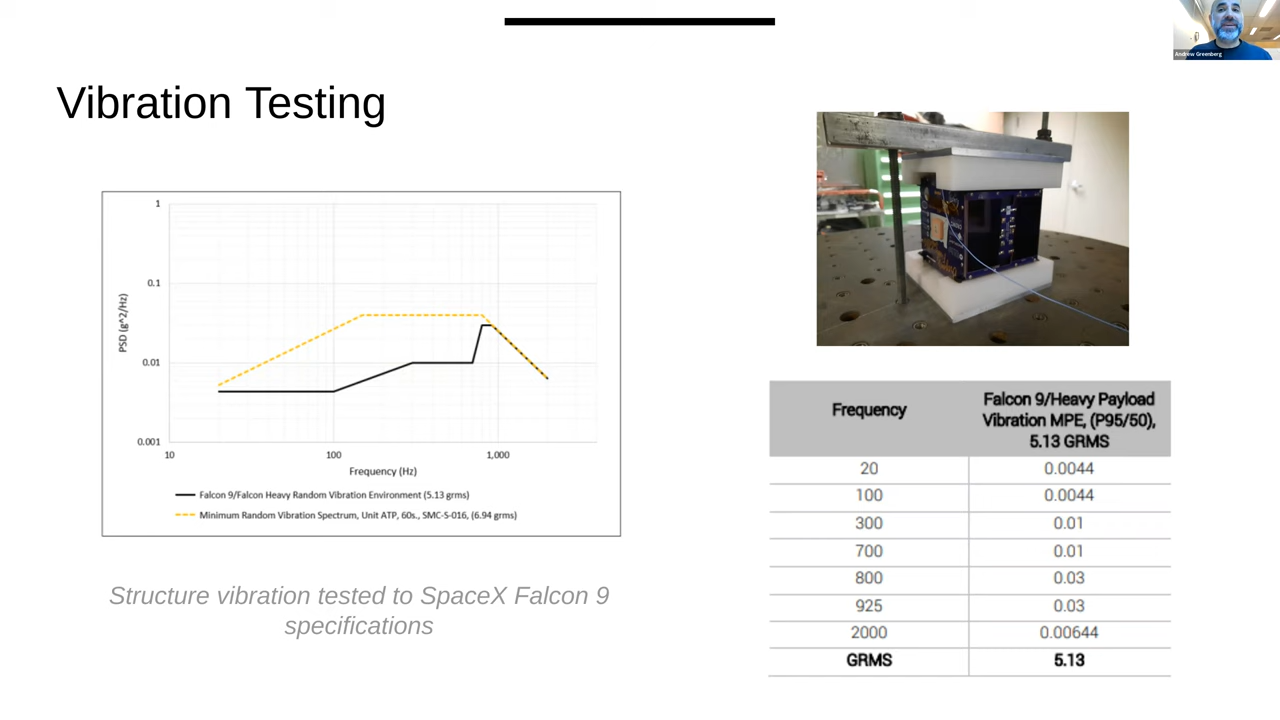 Andrew Greenberg
Vibration Testing
1
0.1
0.01
0.001
PSD (g^2/Hz)
10
100
1,000
Frequency (Hz)
Falcon 9/Falcon Heavy Random Vibration Environment (5.13 grms)
Minimum Random Vibration Spectrum, Unit ATP, 60s., SMC-S-016, (6.94 grms)
Structure vibration tested to SpaceX Falcon 9
specifications
Frequency
Falcon 9/Heavy Payload
Vibration MPE, (P95/50),
5.13 GRMS
20 0.0044
100 0.0044
300 0.01
700 0.01
800 0.03
925 0.03
2000 0.00644
GRMS 5.13